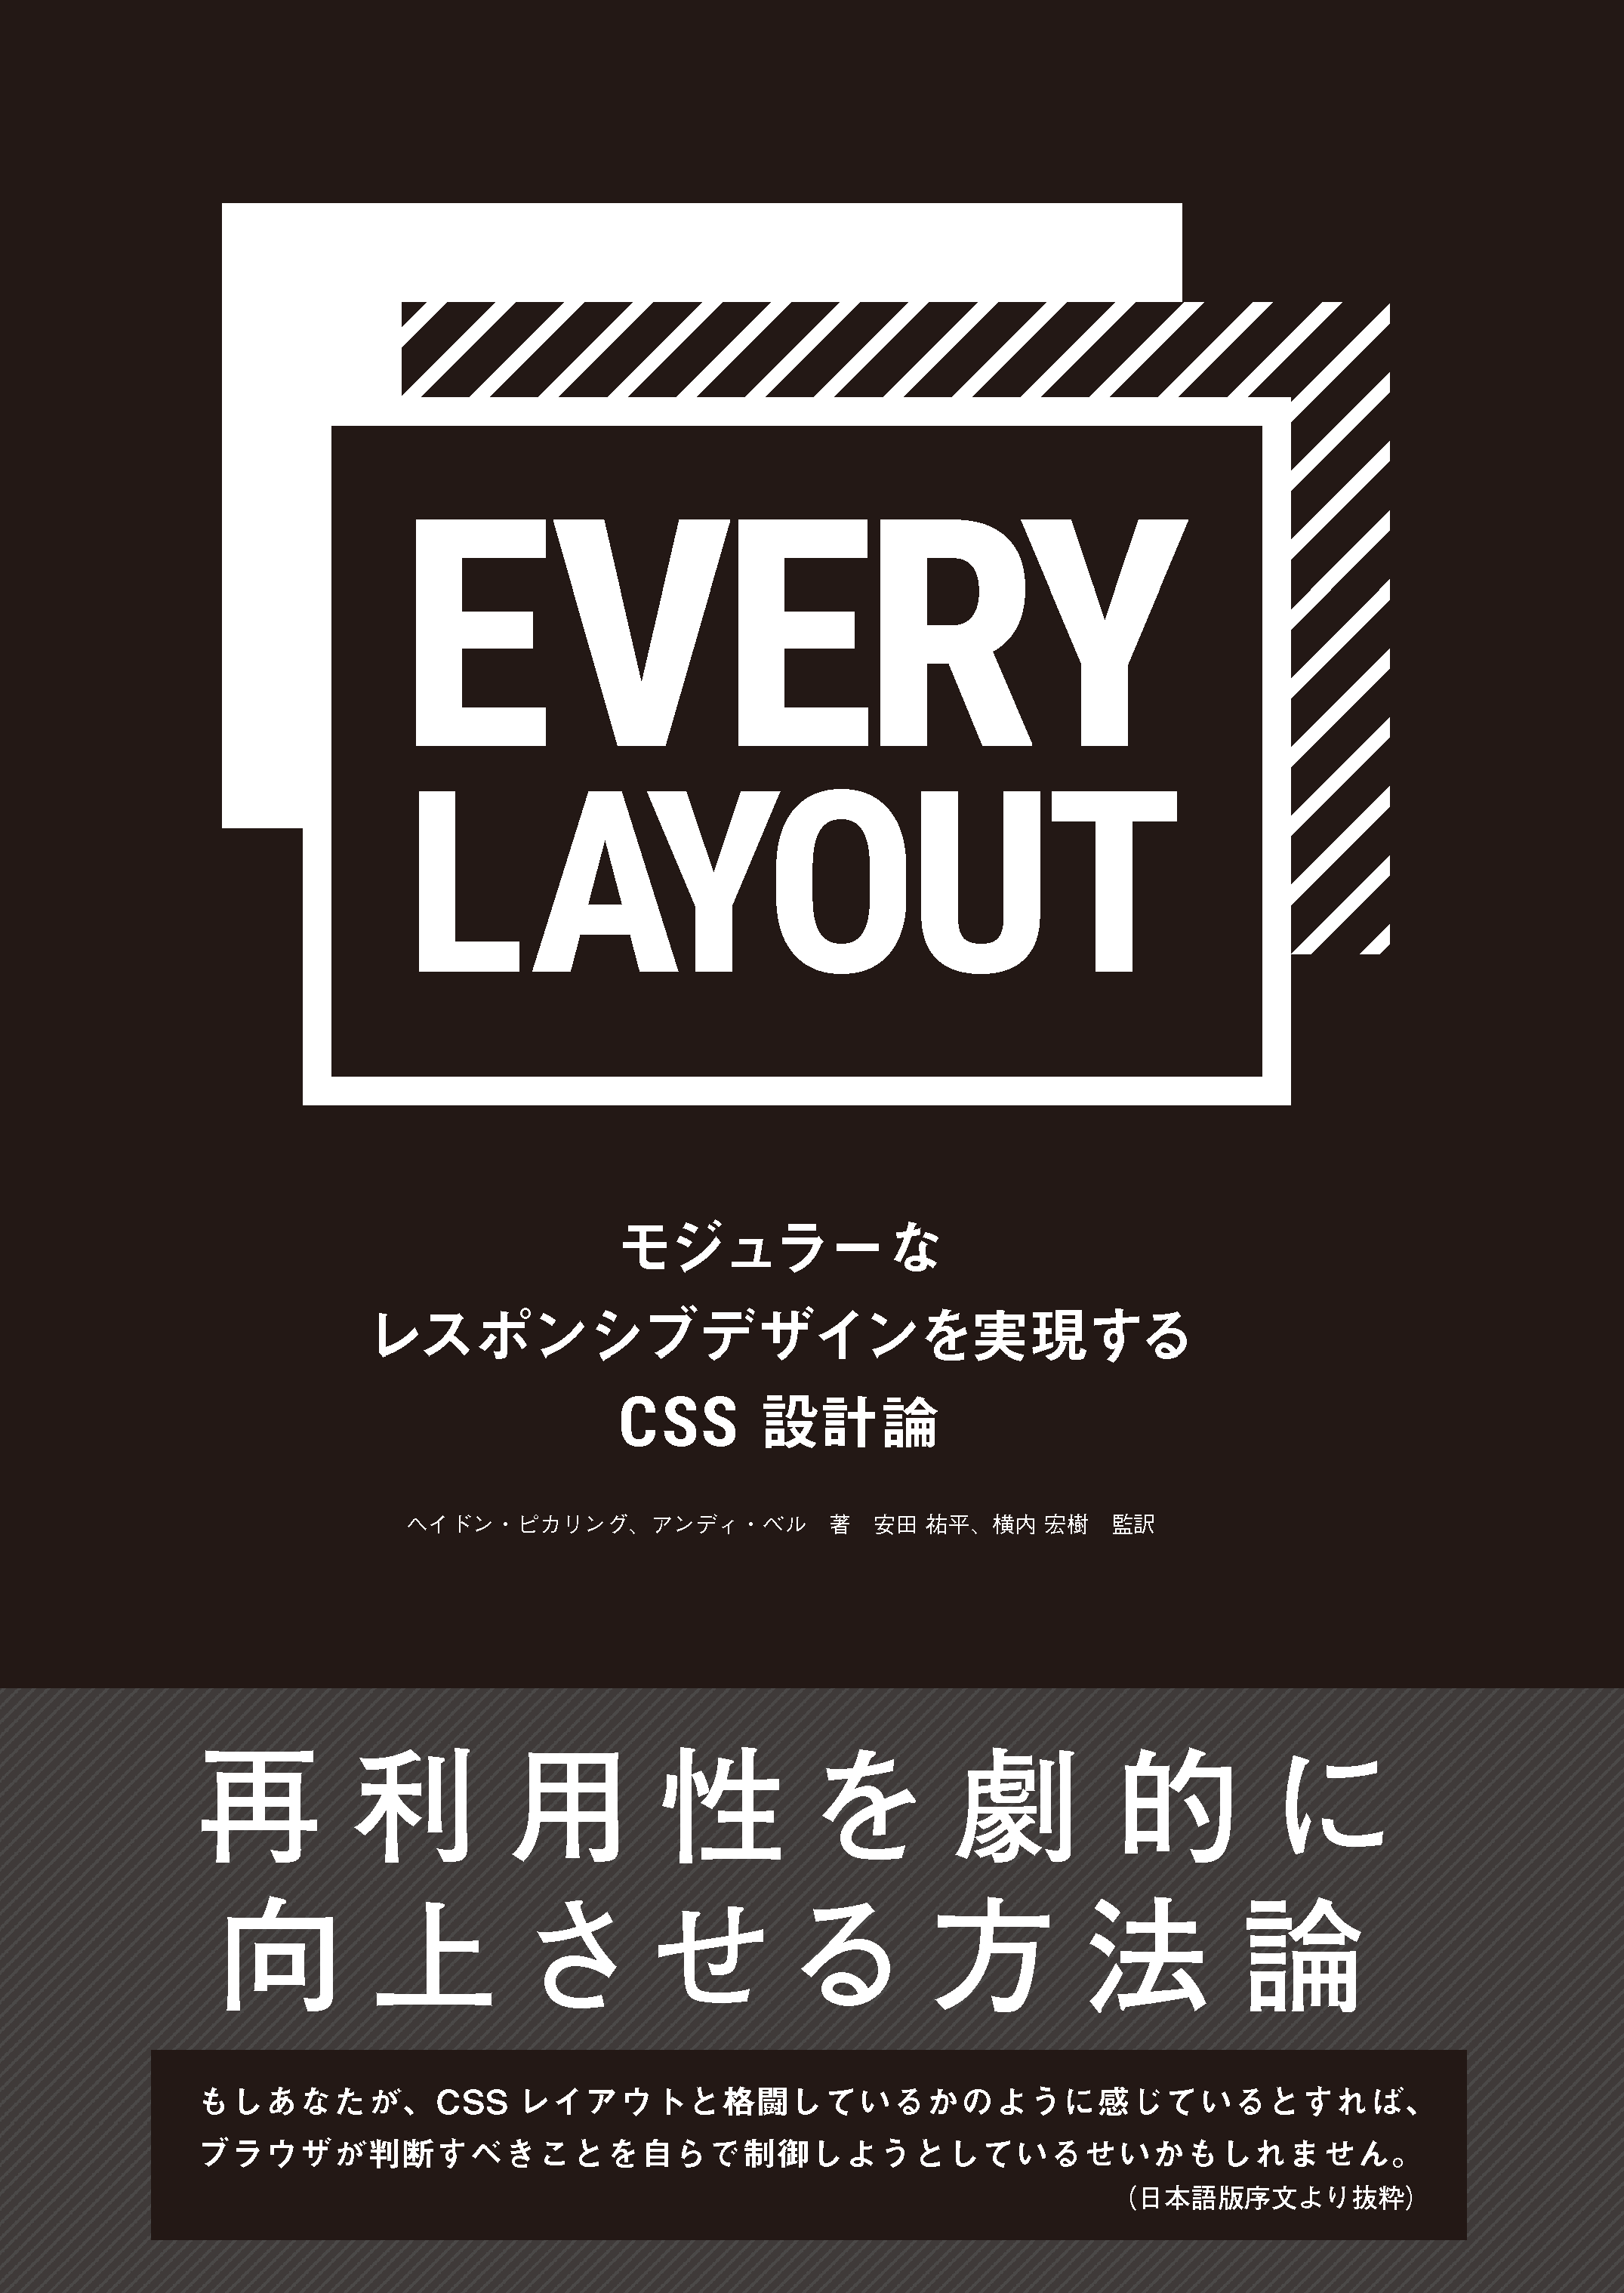 EVERY
LAYOUT
モジュラーな
レスポンシブデザインを実現する
CSS 設計論
ヘイドン・ピカリング、アンディ・ベル 著 安田 祐平、横内 宏樹 監訳
再利用性を劇的に
向上させる方法論
もしあなたが、CSS レイアウトと格闘しているかのように感じているとすれば、
ブラウザが判断すべきことを自らで制御しようとしているせいかもしれません。
（日本語版序文より抜粋）